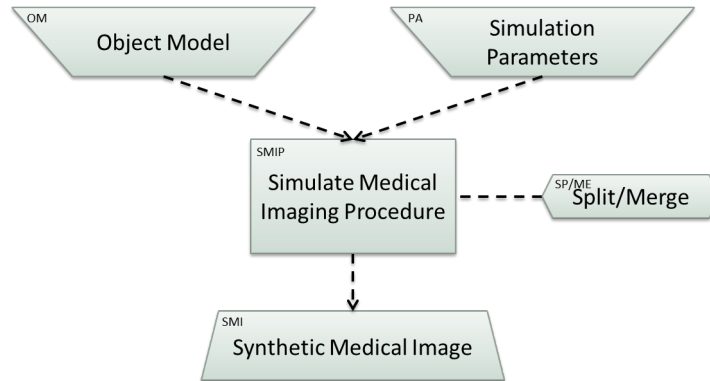 OM
Object Model
PA
Simulation
Parameters
SMIP
Simulate Medical
Imaging Procedure
SP/ME
Split/Merge
SMI
Synthetic Medical Image